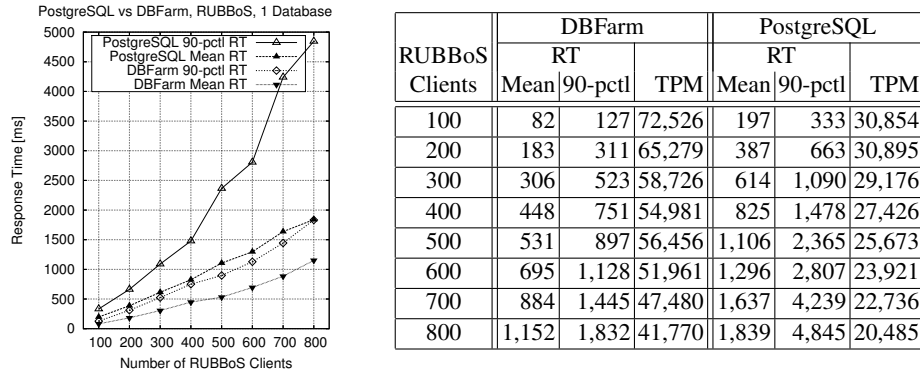 PostgreSQL vs DBFarm, RUBBoS, 1 Database
5000
4500
4000
3500
3000
2500
2000
1500
1000
500
0
Response Time [ms]
PostgreSQL 90-pctl RT
PostgreSQL Mean RT
DBFarm 90-pctl RT
DBFarm Mean RT
100 200 300 400 500 600 700 800
Number of RUBBoS Clients
DBFarm PostgreSQL
RUBBoS RT RT
Clients Mean 90-pctl TPM Mean 90-pctl TPM
100 82 127 72,526 197 333 30,854
200 183 311 65,279 387 663 30,895
300 306 523 58,726 614 1,090 29,176
400 448 751 54,981 825 1,478 27,426
500 531 897 56,456 1,106 2,365 25,673
600 695 1,128 51,961 1,296 2,807 23,921
700 884 1,445 47,480 1,637 4,239 22,736
800 1,152 1,832 41,770 1,839 4,845 20,485